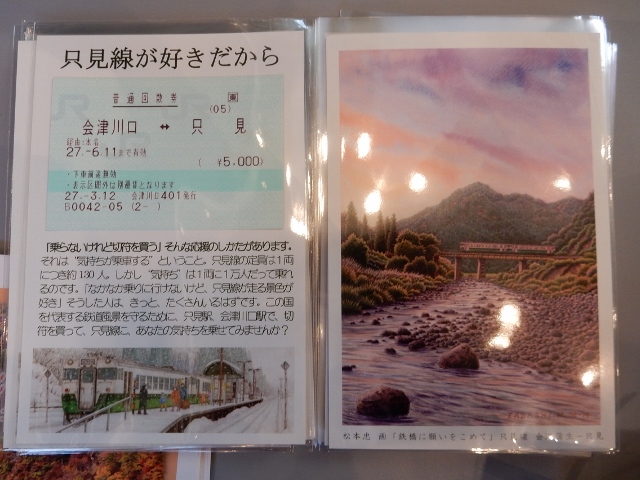 只見線が好きだから
普通回数券
(05)
会津川口 ↔ 只見
経由:本名
27.-6.11まで有効
( ¥5,000)
・下車前途無効
・表示区間外は別運賃となります
27.-3.12 会津川口401発行
B0042-05 (2- )
「乗らないけれど切符を買う」そんな応援のしかたがあります。
それは“気持ちが乗車する”ということ。只見線の定員は1両
につき約130人。しかし“気持ち”は1両に1万人だって乗れ
るのです。「なかなか乗りに行けないけど、只見線が走る景色が
好き」そうした人は、きっと、たくさんいるはずです。この国
を代表する鉄道風景を守るために、只見駅、会津川口駅で、切
符を買って、只見線に、あなたの気持ちを乗せてみませんか?
松本忠 画「鉄橋に願いをこめて」只見線